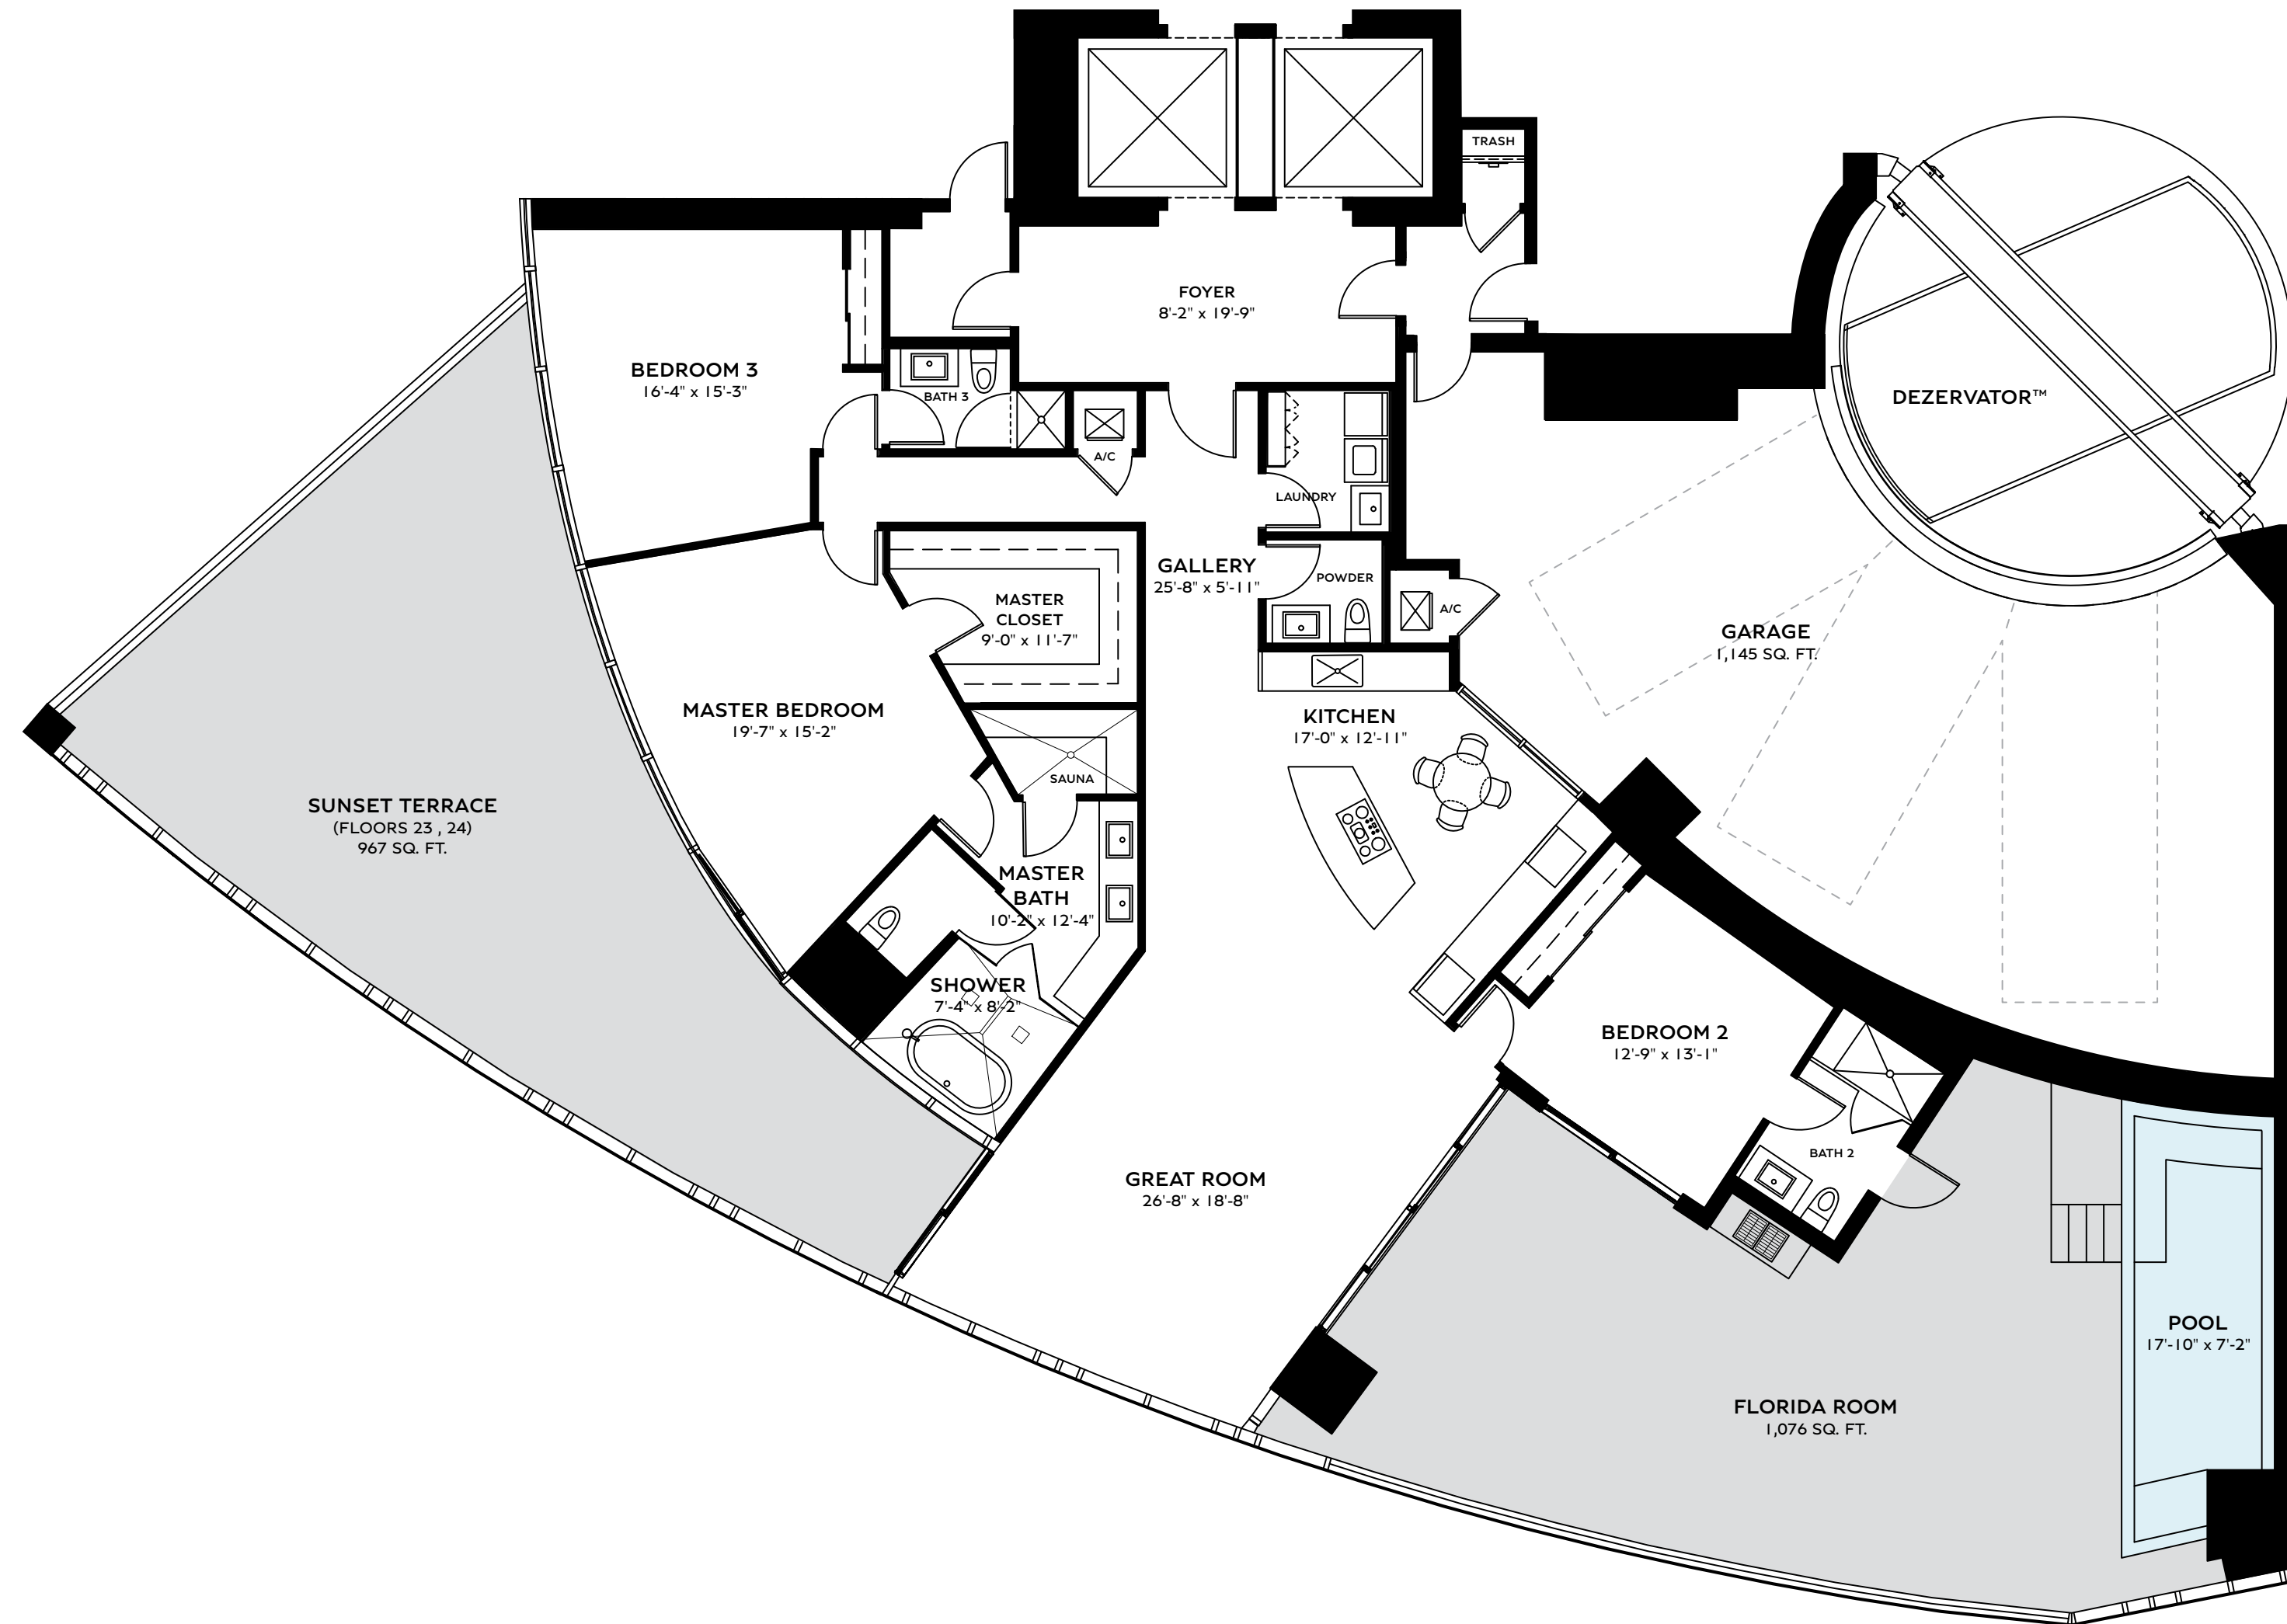 TRASH
FOYER
8'-2" x 19'-9"
BEDROOM 3
16'-4" x 15'-3"
BATH 3
DEZERVATOR™
A/C
LAUNDRY
GALLERY
25'-8" x 5'-11"
POWDER
MASTER
CLOSET
9'-0" x 11'-7"
A/C
GARAGE
1,145 SQ. FT.
MASTER BEDROOM
19'-7" x 15'-2"
KITCHEN
17'-0" x 12'-11"
SAUNA
SUNSET TERRACE
(FLOORS 23 , 24)
967 SQ. FT.
MASTER
BATH
10'-2" x 12'-4"
SHOWER
7'-4" x 8'-2"
BEDROOM 2
12'-9" x 13'-1"
BATH 2
GREAT ROOM
26'-8" x 18'-8"
POOL
17'-10" x 7'-2"
FLORIDA ROOM
1,076 SQ. FT.